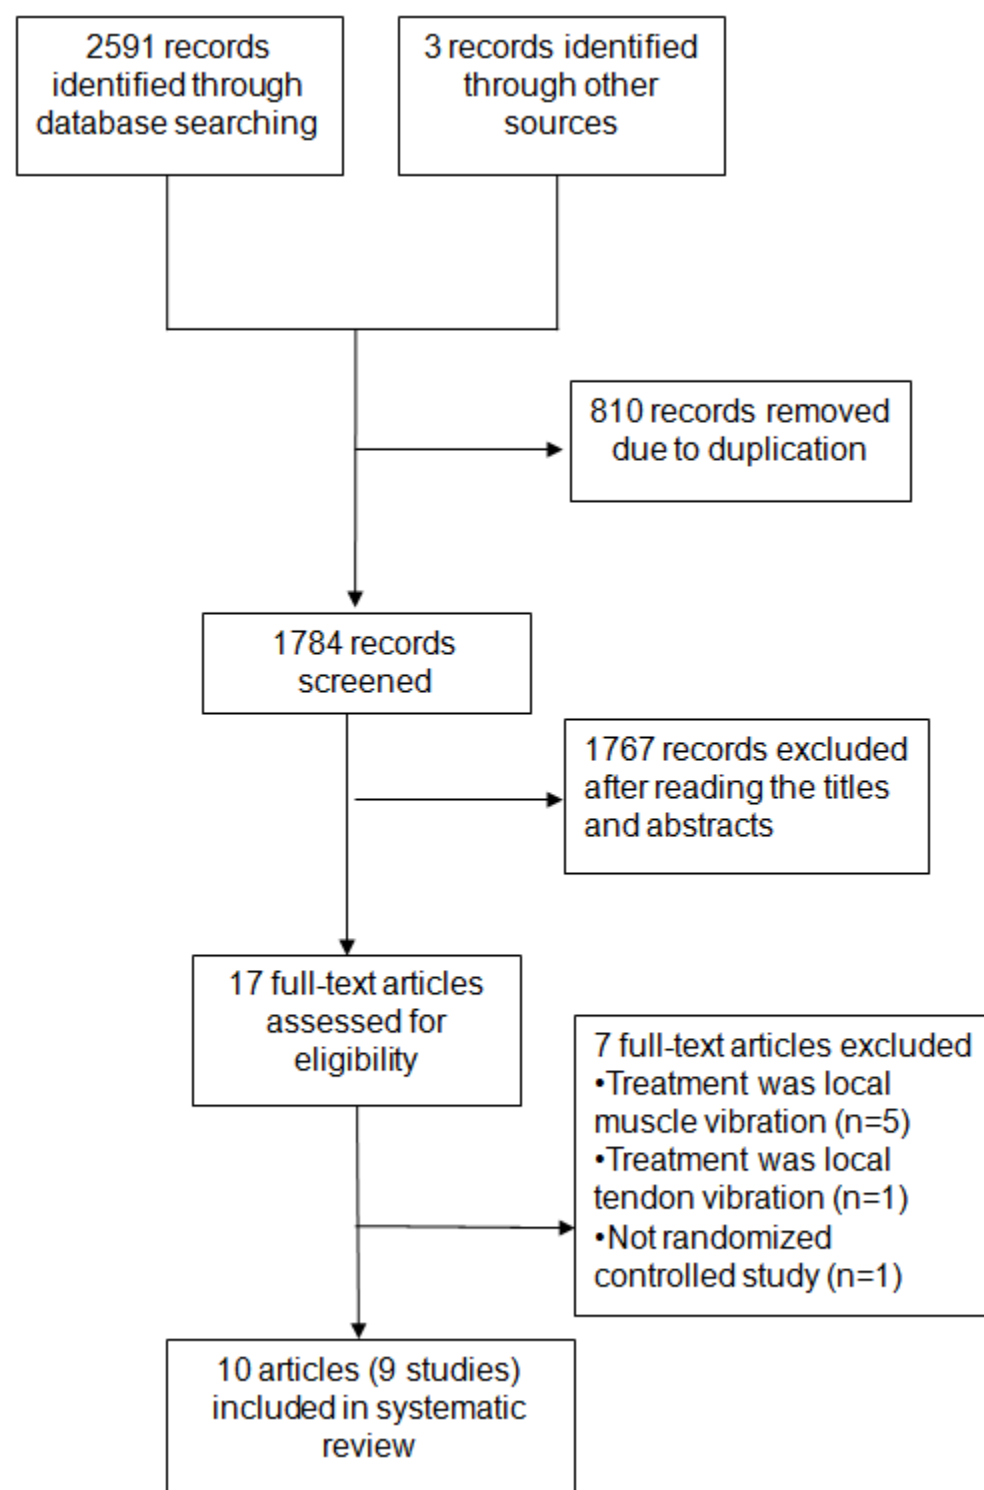 2591 records
identified through
database searching
3 records identified
through other
sources
810 records removed
due to duplication
1784 records
screened
1767 records excluded
after reading the titles
and abstracts
17 full-text articles
assessed for
eligibility
7 full-text articles excluded
•Treatment was local
muscle vibration (n=5)
•Treatment was local
tendon vibration (n=1)
•Not randomized
controlled study (n=1)
10 articles (9 studies)
included in systematic
review